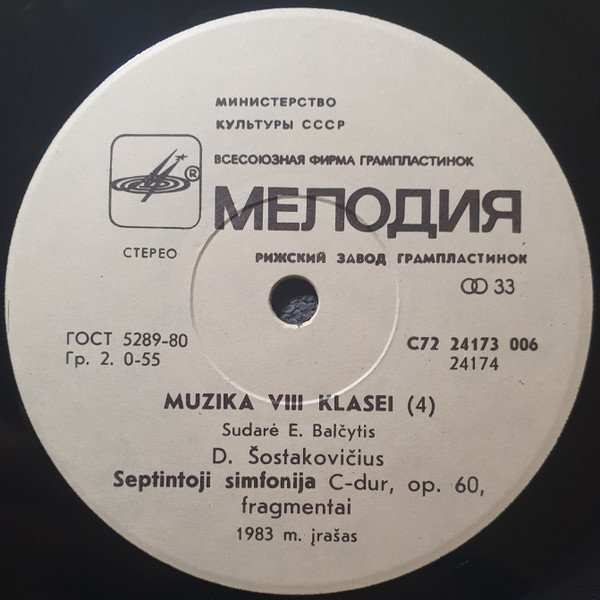 МИНИСТЕРСТВО
КУЛЬТУРЫ СССР
ВСЕСОЮЗНАЯ ФИРМА ГРАМПЛАСТИНОК
®
МЕЛОДИЯ
СТЕРЕО
РИЖСКИЙ ЗАВОД ГРАМПЛАСТИНОК
33
ГОСТ 5289-80
Гр. 2. 0-55
С72 24173 006
24174
MUZIKA VIII KLASEI (4)
Sudarė E. Balčytis
D. Šostakovičius
Septintoji simfonija C-dur, op. 60,
fragmentai
1983 m. įrašas